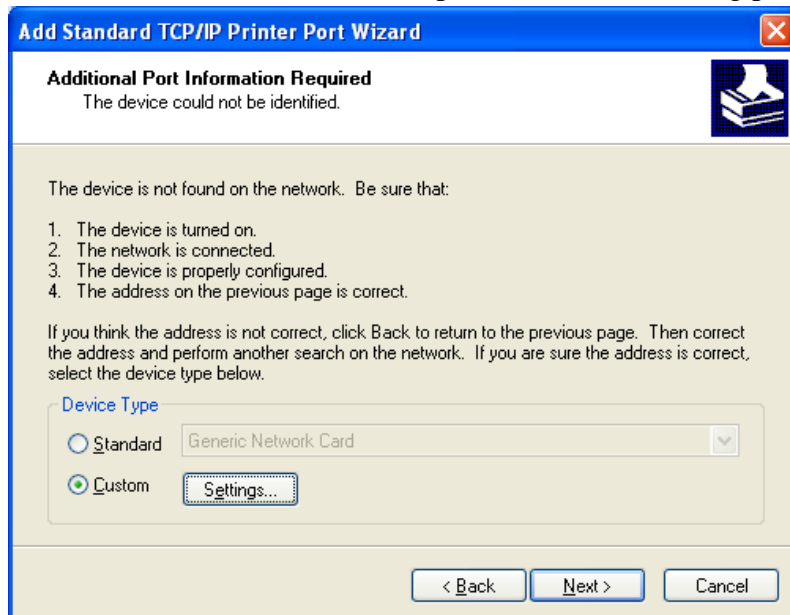 Add Standard TCP/IP Printer Port Wizard
Additional Port Information Required
The device could not be identified.
The device is not found on the network. Be sure that:
1. The device is turned on.
2. The network is connected.
3. The device is properly configured.
4. The address on the previous page is correct.
If you think the address is not correct, click Back to return to the previous page. Then correct
the address and perform another search on the network. If you are sure the address is correct,
select the device type below.
Device Type
Standard Generic Network Card
Custom Settings...
< Back Next > Cancel